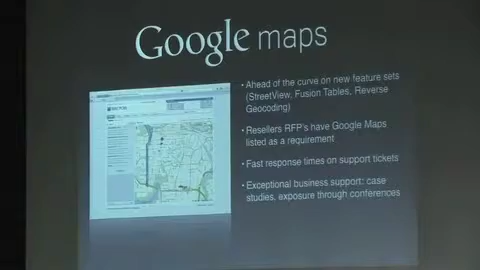 Google maps
• Ahead of the curve on new feature sets
(StreetView, Fusion Tables, Reverse
Geocoding)
• Resellers RFP's have Google Maps
listed as a requirement
• Fast response times on support tickets
• Exceptional business support: case
studies, exposure through conferences